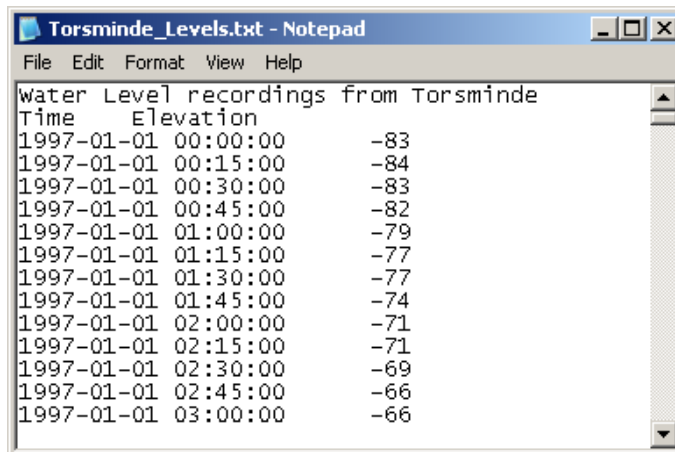 Torsminde_Levels.txt - Notepad
File Edit Format View Help
Water Level recordings from Torsminde
Time Elevation
1997-01-01 00:00:00 -83
1997-01-01 00:15:00 -84
1997-01-01 00:30:00 -83
1997-01-01 00:45:00 -82
1997-01-01 01:00:00 -79
1997-01-01 01:15:00 -77
1997-01-01 01:30:00 -77
1997-01-01 01:45:00 -74
1997-01-01 02:00:00 -71
1997-01-01 02:15:00 -71
1997-01-01 02:30:00 -69
1997-01-01 02:45:00 -66
1997-01-01 03:00:00 -66